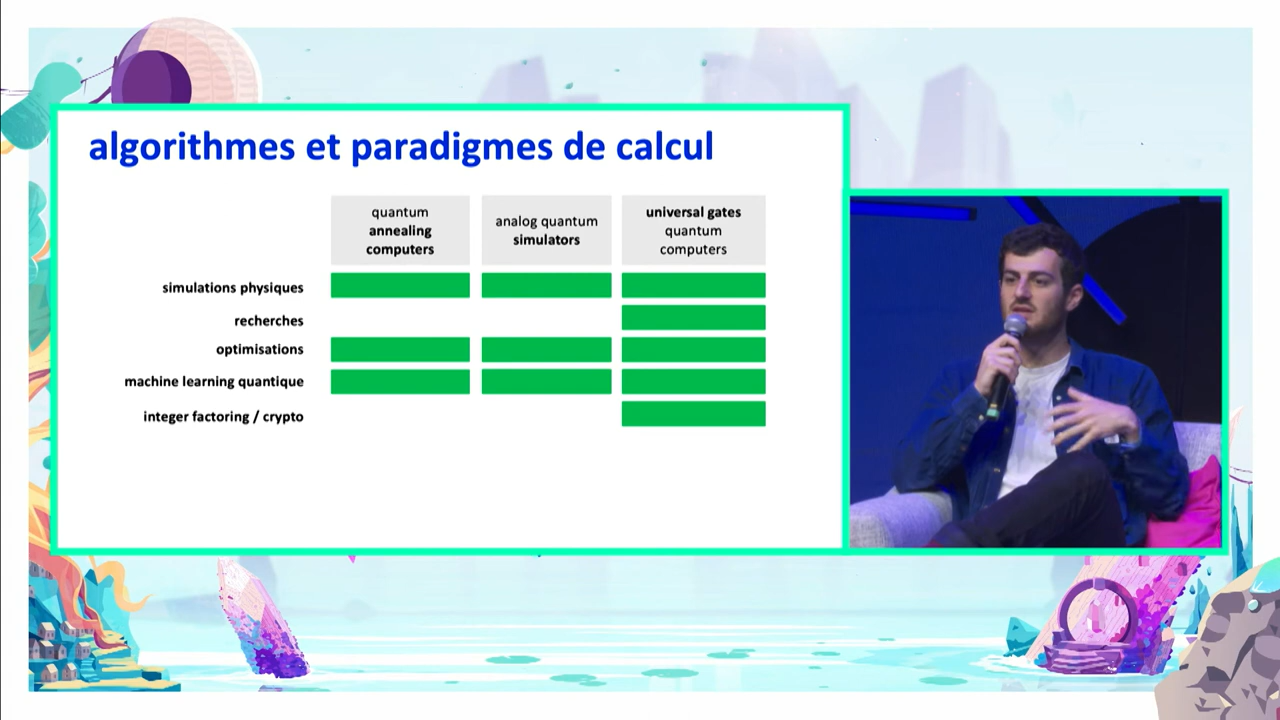 algorithmes et paradigmes de calcul
quantum
annealing
computers
analog quantum
simulators
universal gates
quantum
computers
simulations physiques
recherches
optimisations
machine learning quantique
integer factoring / crypto